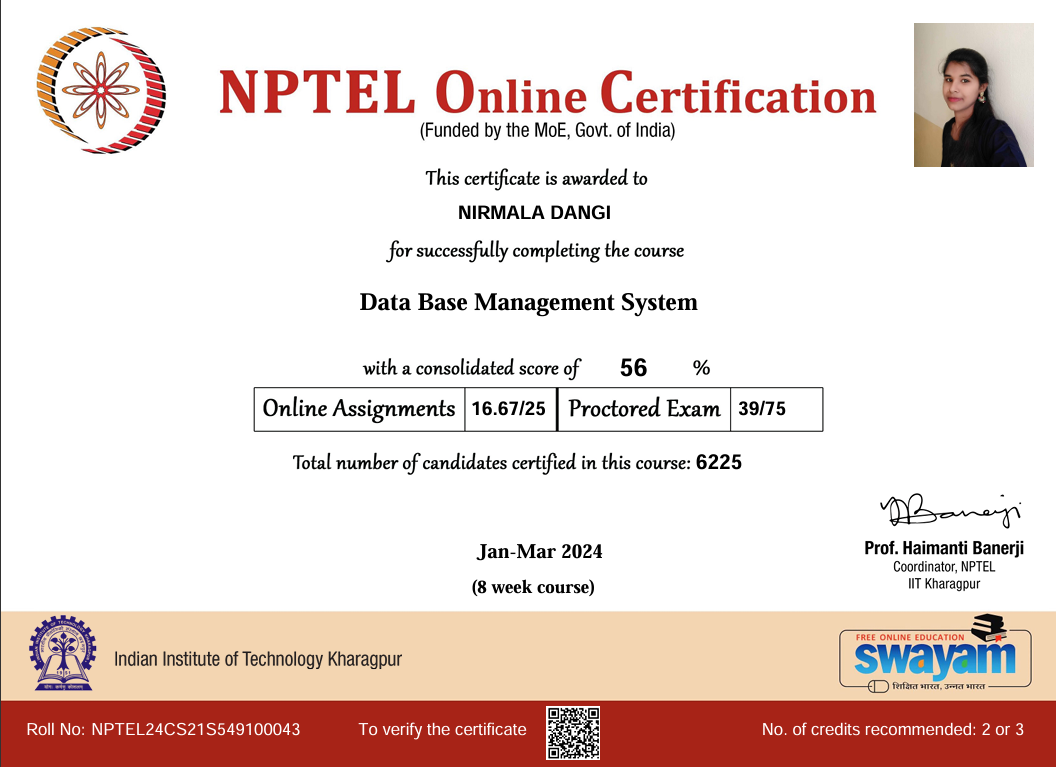 NPTEL Online Certification
(Funded by the MoE, Govt. of India)
This certificate is awarded to
NIRMALA DANGI
for successfully completing the course
Data Base Management System
with a consolidated score of 56 %
Online Assignments 16.67/25 Proctored Exam 39/75
Total number of candidates certified in this course: 6225
Banerji
Prof. Haimanti Banerji
Coordinator, NPTEL
IIT Kharagpur
Jan-Mar 2024
(8 week course)
Indian Institute of Technology Kharagpur
FREE ONLINE EDUCATION
swayam
शिक्षित भारत, उन्नत भारत
Roll No: NPTEL24CS21S549100043 To verify the certificate No. of credits recommended: 2 or 3